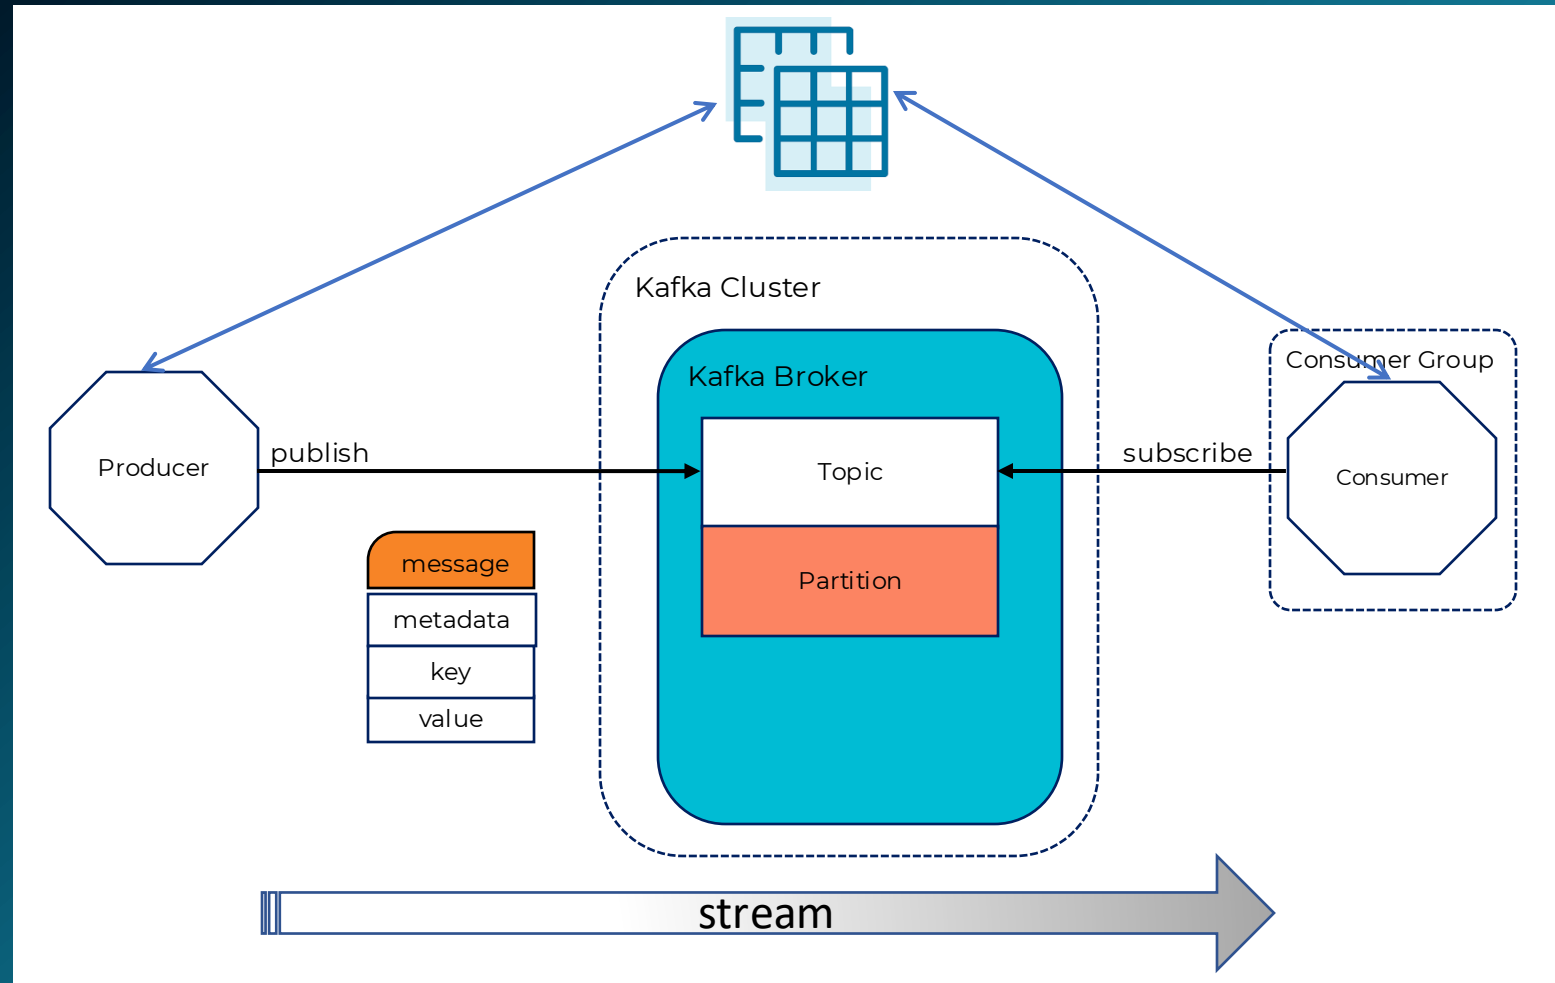 Kafka Cluster
Consumer Group
Kafka Broker
Producer
publish
Topic
subscribe
Consumer
message
metadata
key
value
Partition
stream